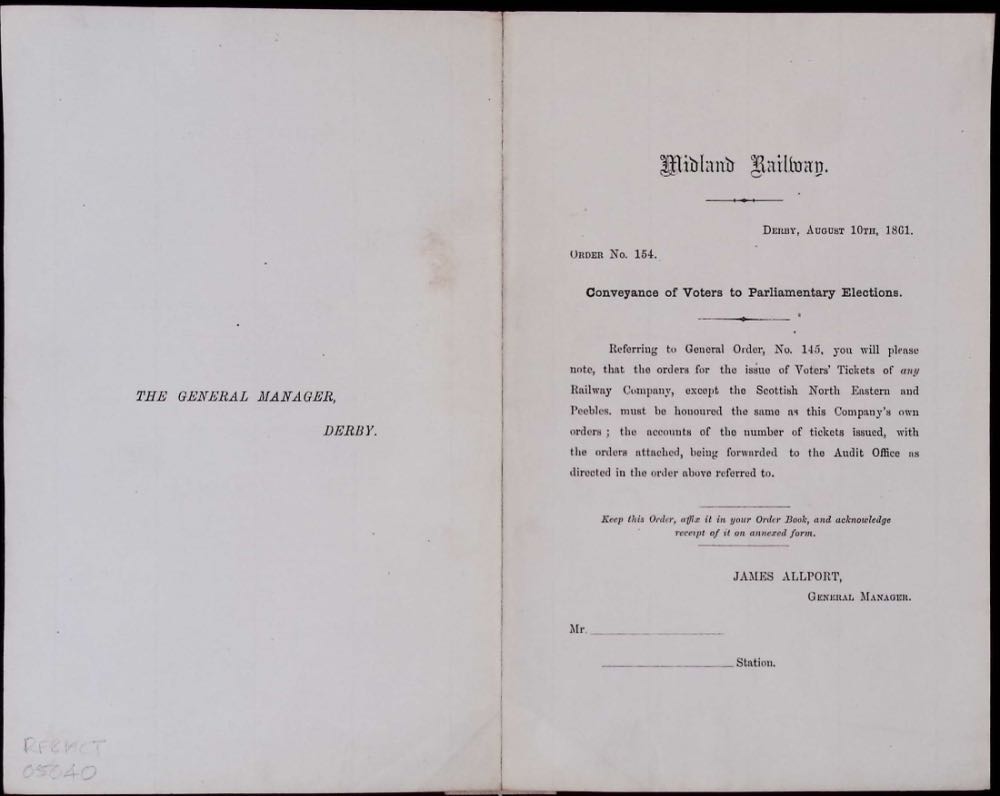 THE GENERAL MANAGER,
DERBY.
05040
Midland Railway.
DERBY, AUGUST 10TH, 1861.
ORDER No. 154.
Conveyance of Voters to Parliamentary Elections.
Referring to General Order, No. 145, you will please
note, that the orders for the issue of Voters' Tickets of any
Railway Company, except the Scottish North Eastern and
Peebles. must be honoured the same as this Company's own
orders ; the accounts of the number of tickets issued, with
the orders attached, being forwarded to the Audit Office as
directed in the order above referred to.
Keep this Order, affix it in your Order Book, and acknowledge
receipt of it on annexed form.
JAMES ALLPORT,
GENERAL MANAGER.
Mr.
Station.